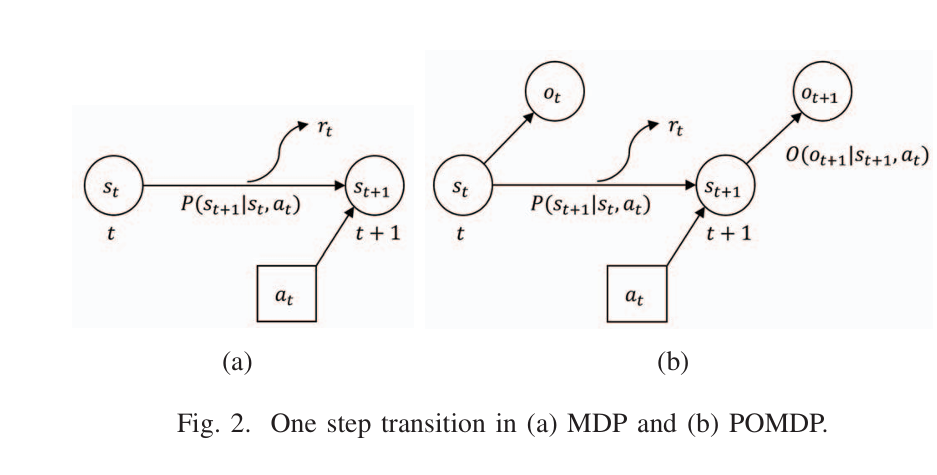 s_t
t
r_t
P(s_{t+1}|s_t, a_t)
s_{t+1}
t + 1
a_t
(a)
o_t
s_t
t
r_t
P(s_{t+1}|s_t, a_t)
s_{t+1}
t + 1
a_t
o_{t+1}
O(o_{t+1}|s_{t+1}, a_t)
(b)
Fig. 2. One step transition in (a) MDP and (b) POMDP.